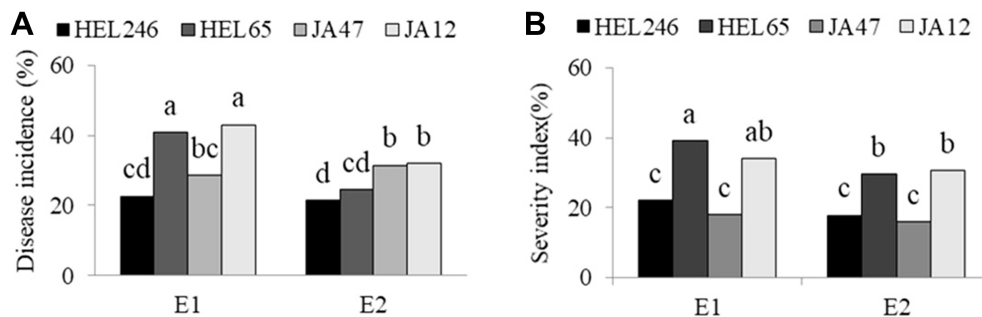 A
HEL246 HEL65 JA47 JA12
Disease incidence (%)
60
40
20
0
cd a bc a
d cd b b
E1 E2
B
HEL246 HEL65 JA47 JA12
Severity index(%)
60
40
20
0
c a c ab
c b c b
E1 E2